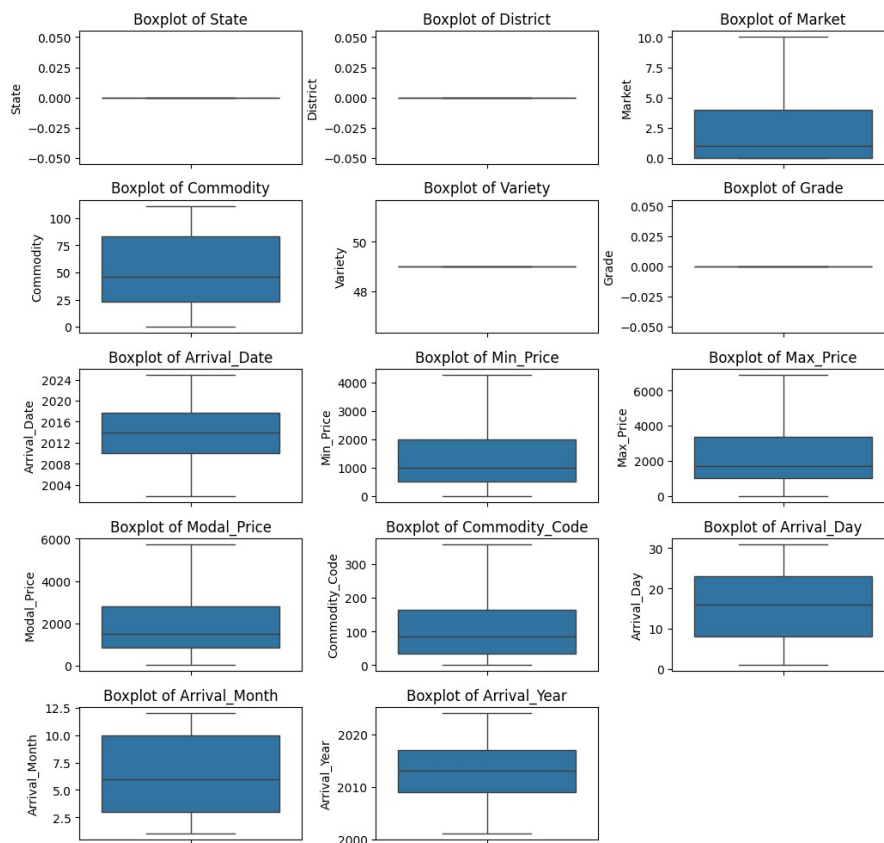 Boxplot of State
0.050
0.025
0.000
−0.025
−0.050
State
Boxplot of District
0.050
0.025
0.000
−0.025
−0.050
District
Boxplot of Market
10.0
7.5
5.0
2.5
0.0
Market
Boxplot of Commodity
100
75
50
25
0
Commodity
Boxplot of Variety
50
48
Variety
Boxplot of Grade
0.050
0.025
0.000
−0.025
−0.050
Grade
Boxplot of Arrival_Date
2024
2016
2012
2008
2004
Arrival_Date
Boxplot of Min_Price
4000
3000
2000
1000
0
Min_Price
Boxplot of Max_Price
6000
4000
2000
0
Max_Price
Boxplot of Modal_Price
6000
4000
2000
0
Modal_Price
Boxplot of Commodity_Code
300
200
100
0
Commodity_Code
Boxplot of Arrival_Day
30
20
10
0
Arrival_Day
Boxplot of Arrival_Month
12.5
10.0
7.5
5.0
2.5
Arrival_Month
Boxplot of Arrival_Year
2020
2010
2000
Arrival_Year